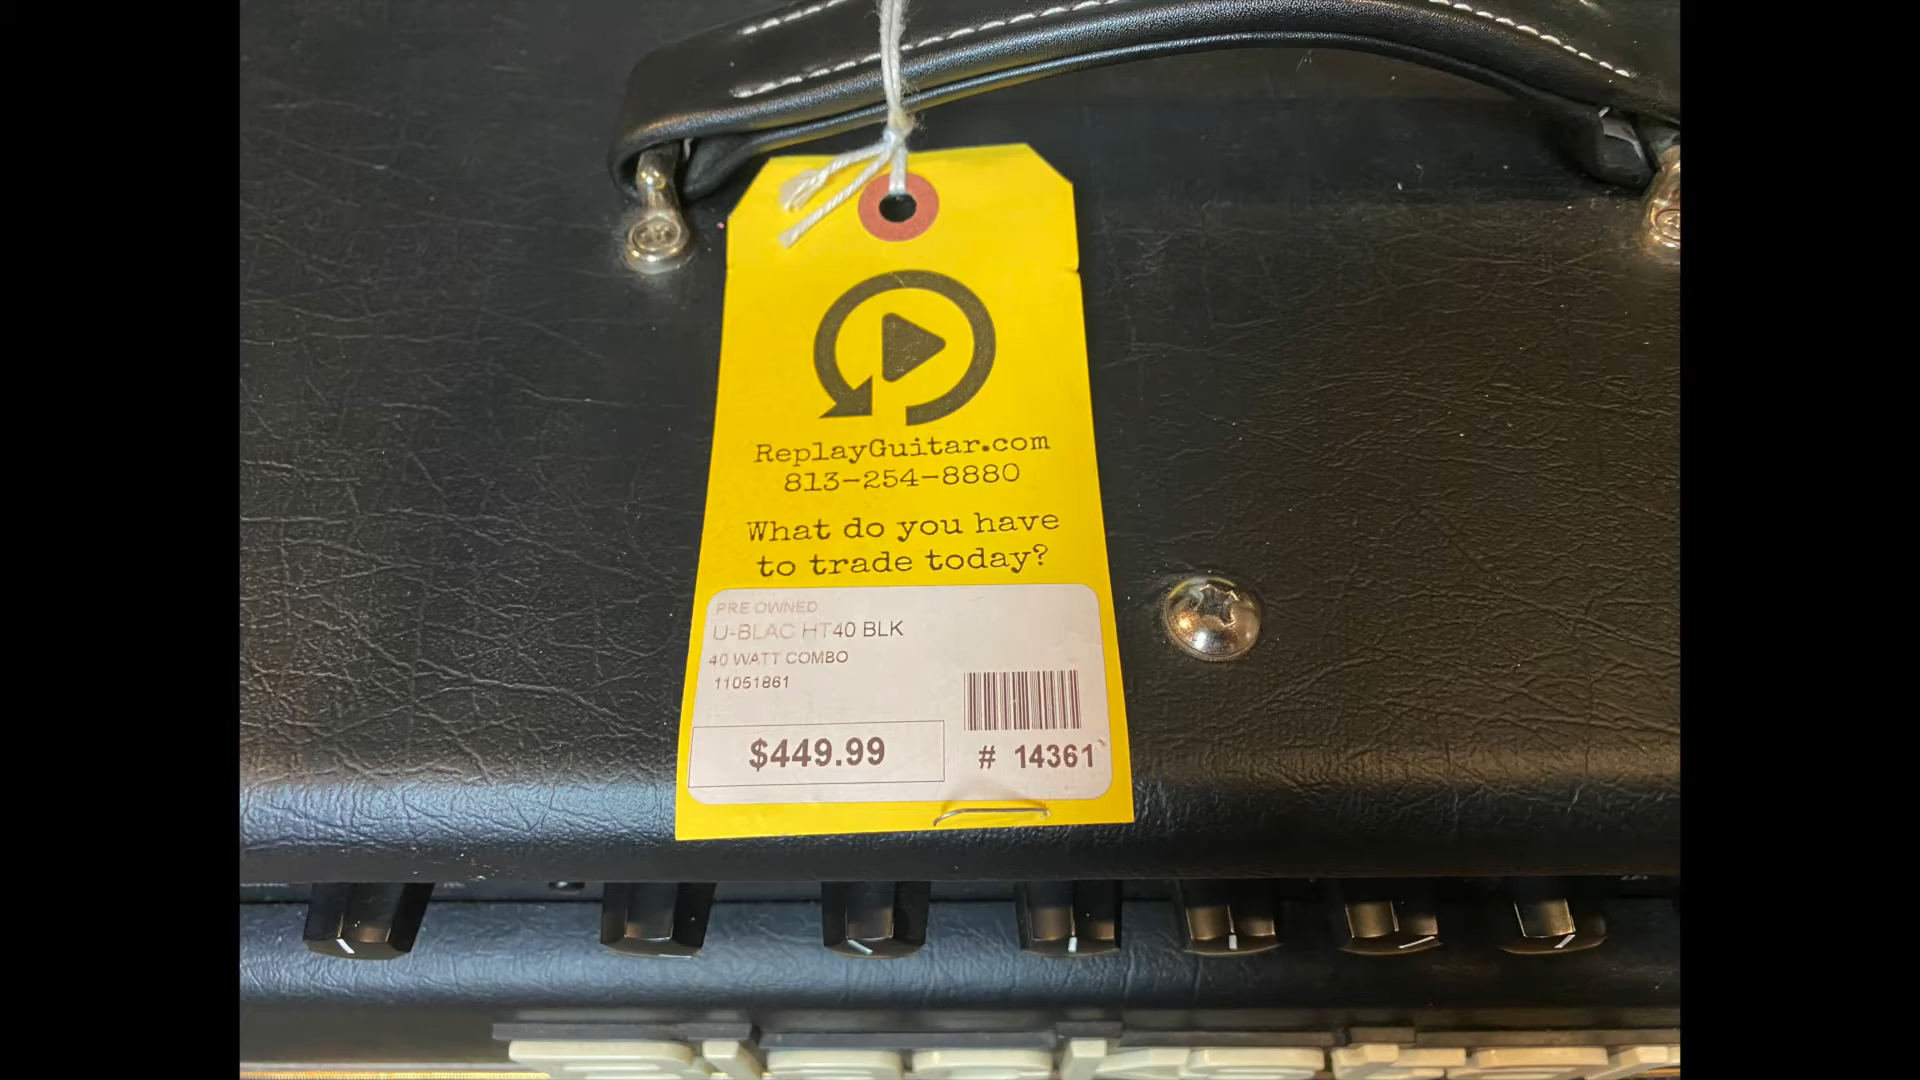 ReplayGuitar.com
813-254-8880
What do you have
to trade today?
PRE OWNED
U-BLAC HT40 BLK
40 WATT COMBO
11051861
$449.99
# 14361